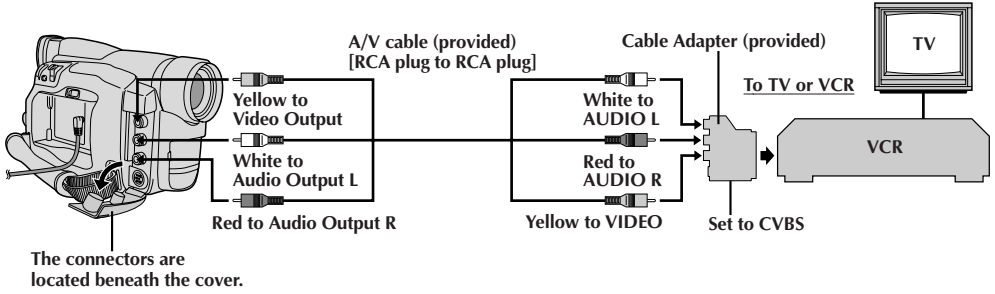 A/V cable (provided)
[RCA plug to RCA plug]
Cable Adapter (provided)
TV
To TV or VCR
Yellow to
Video Output
White to
AUDIO L
VCR
White to
Audio Output L
Red to
AUDIO R
Red to Audio Output R
Yellow to VIDEO
Set to CVBS
The connectors are
located beneath the cover.